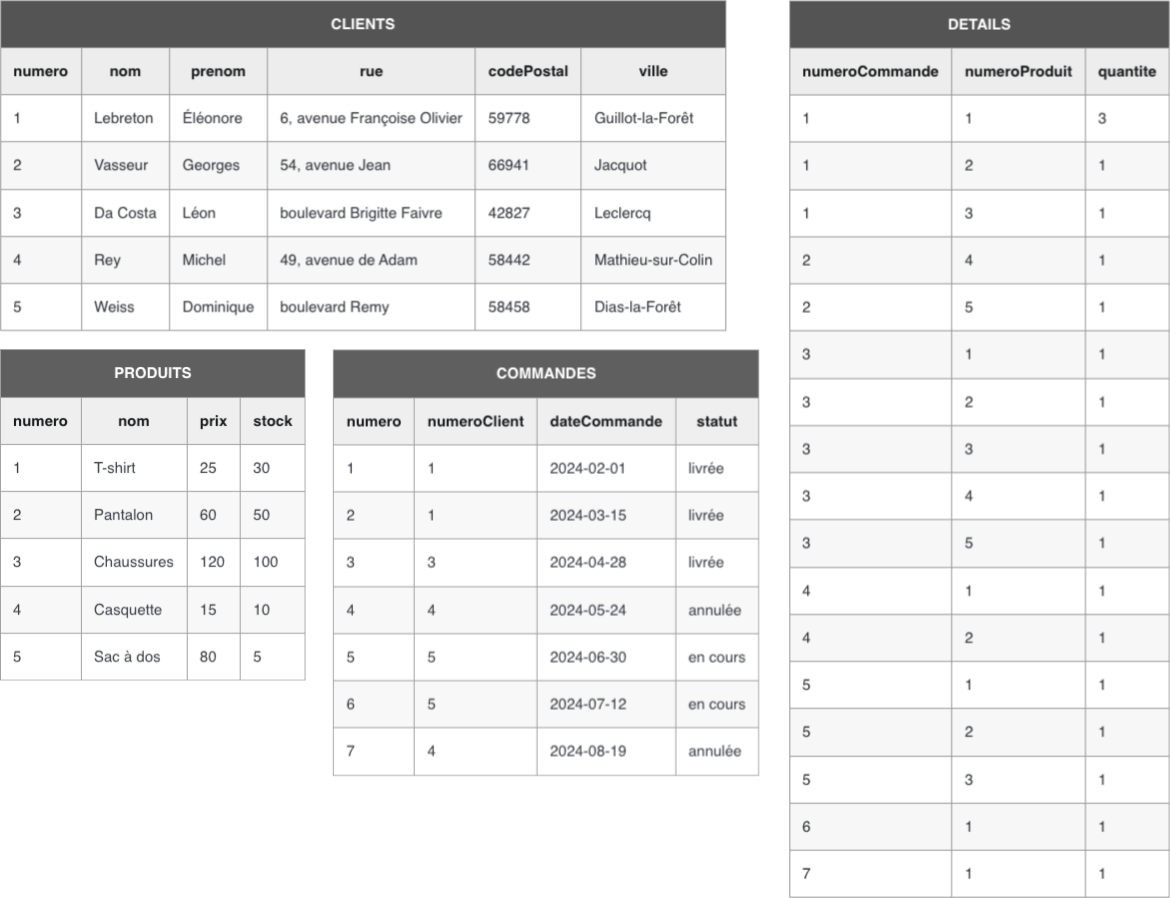 CLIENTS
numero nom prenom rue codePostal ville
1 Lebreton Éléonore 6, avenue Françoise Olivier 59778 Guillot-la-Forêt
2 Vasseur Georges 54, avenue Jean 66941 Jacquot
3 Da Costa Léon boulevard Brigitte Faivre 42827 Leclercq
4 Rey Michel 49, avenue de Adam 58442 Mathieu-sur-Colin
5 Weiss Dominique boulevard Remy 58458 Dias-la-Forêt
PRODUITS
numero nom prix stock
1 T-shirt 25 30
2 Pantalon 60 50
3 Chaussures 120 100
4 Casquette 15 10
5 Sac à dos 80 5
COMMANDES
numero numeroClient dateCommande statut
1 1 2024-02-01 livrée
2 1 2024-03-15 livrée
3 3 2024-04-28 livrée
4 4 2024-05-24 annulée
5 5 2024-06-30 en cours
6 5 2024-07-12 en cours
7 4 2024-08-19 annulée
DETAILS
numeroCommande numeroProduit quantite
1 1 3
1 2 1
1 3 1
2 4 1
2 5 1
3 1 1
3 2 1
3 3 1
3 4 1
3 5 1
4 1 1
4 2 1
5 1 1
5 2 1
5 3 1
6 1 1
7 1 1